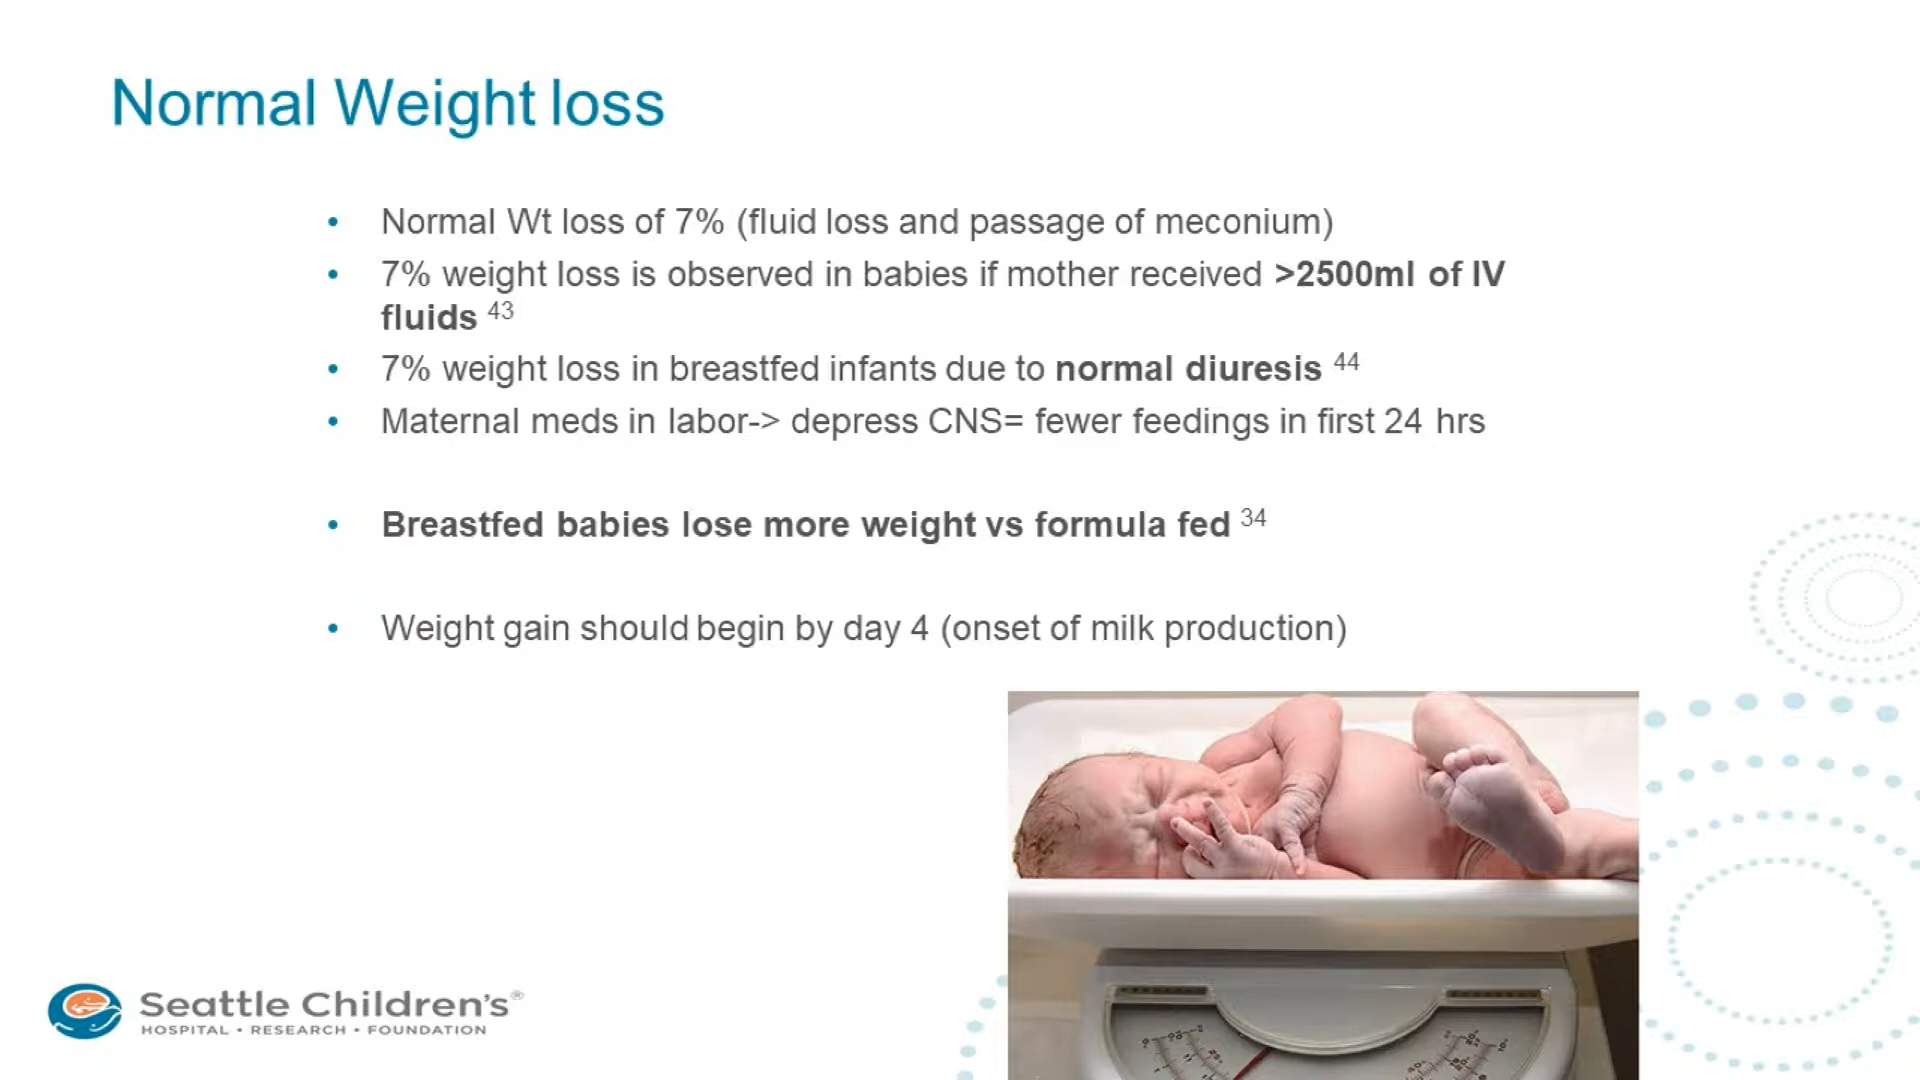 Normal Weight loss
• Normal Wt loss of 7% (fluid loss and passage of meconium)
• 7% weight loss is observed in babies if mother received >2500ml of IV
fluids 43
• 7% weight loss in breastfed infants due to normal diuresis 44
• Maternal meds in labor-> depress CNS= fewer feedings in first 24 hrs
• Breastfed babies lose more weight vs formula fed 34
• Weight gain should begin by day 4 (onset of milk production)
Seattle Children's®
HOSPITAL • RESEARCH • FOUNDATION